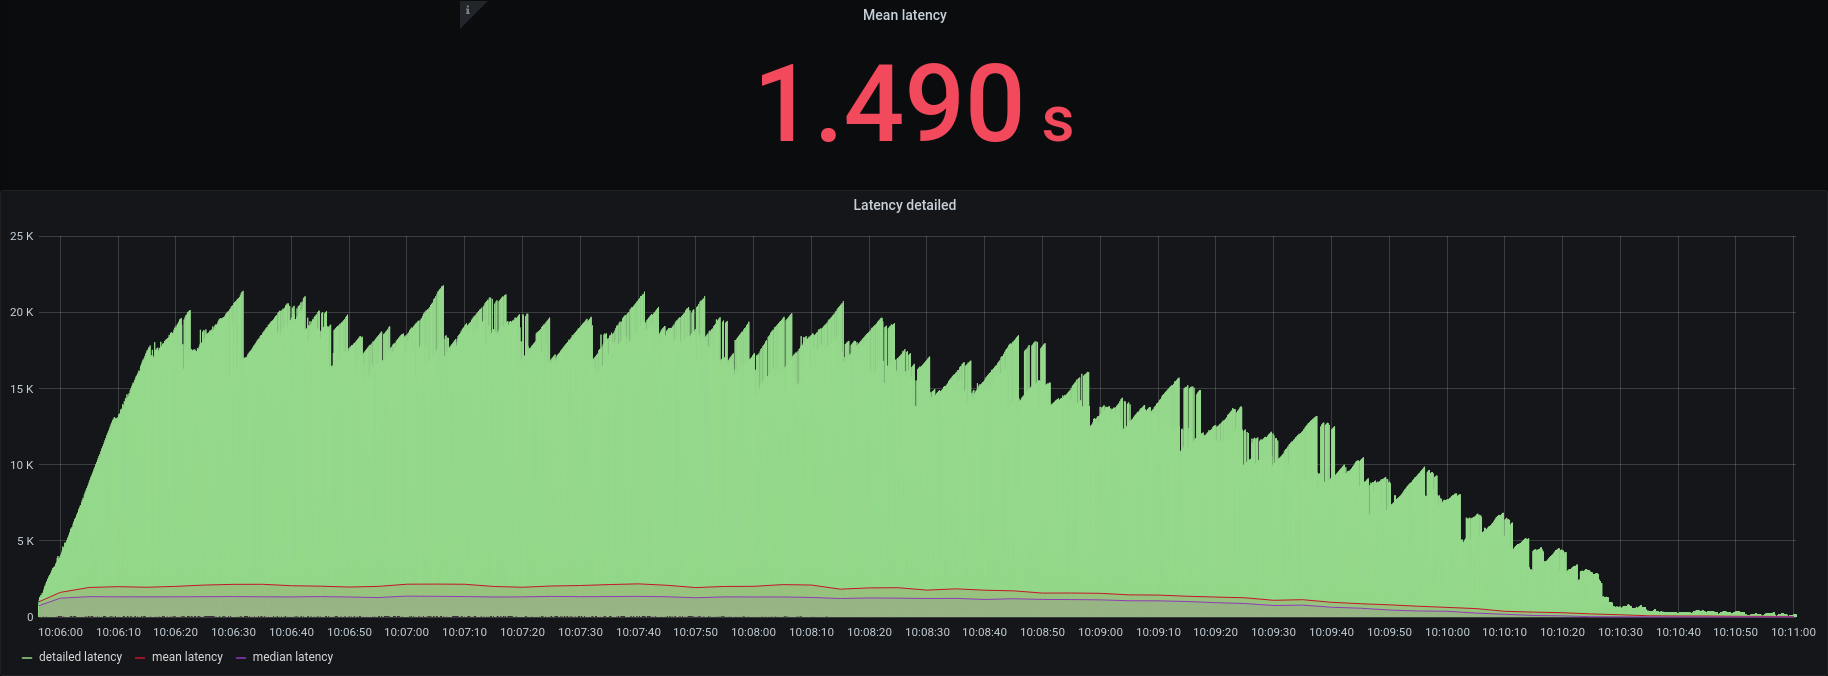 i
Mean latency
1.490 s
Latency detailed
25 K
20 K
15 K
10 K
5 K
0
10:06:00 10:06:10 10:06:20 10:06:30 10:06:40 10:06:50 10:07:00 10:07:10 10:07:20 10:07:30 10:07:40 10:07:50 10:08:00 10:08:10 10:08:20 10:08:30 10:08:40 10:08:50 10:09:00 10:09:10 10:09:20 10:09:30 10:09:40 10:09:50 10:10:00 10:10:10 10:10:20 10:10:30 10:10:40 10:10:50 10:11:00
detailed latency mean latency median latency